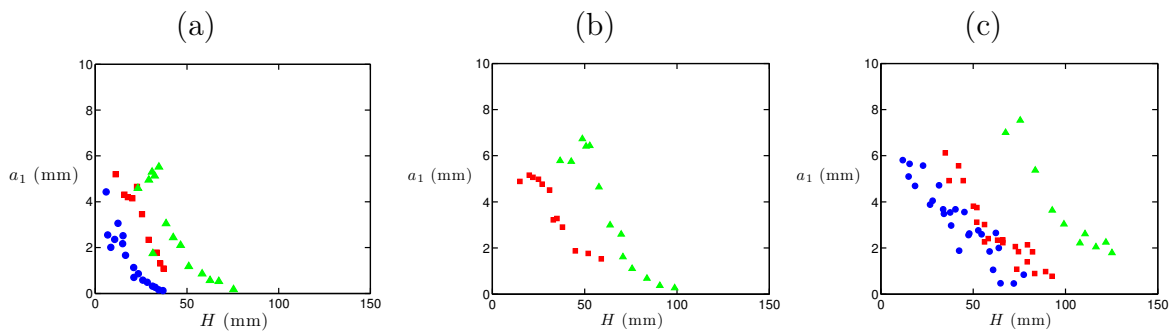 (a) (b) (c)
10 10 10
8 8 8
6 6 6
a₁ (mm) a₁ (mm) a₁ (mm)
4 4 4
2 2 2
0 0 0
0 50 100 150 0 50 100 150 0 50 100 150
H (mm) H (mm) H (mm)